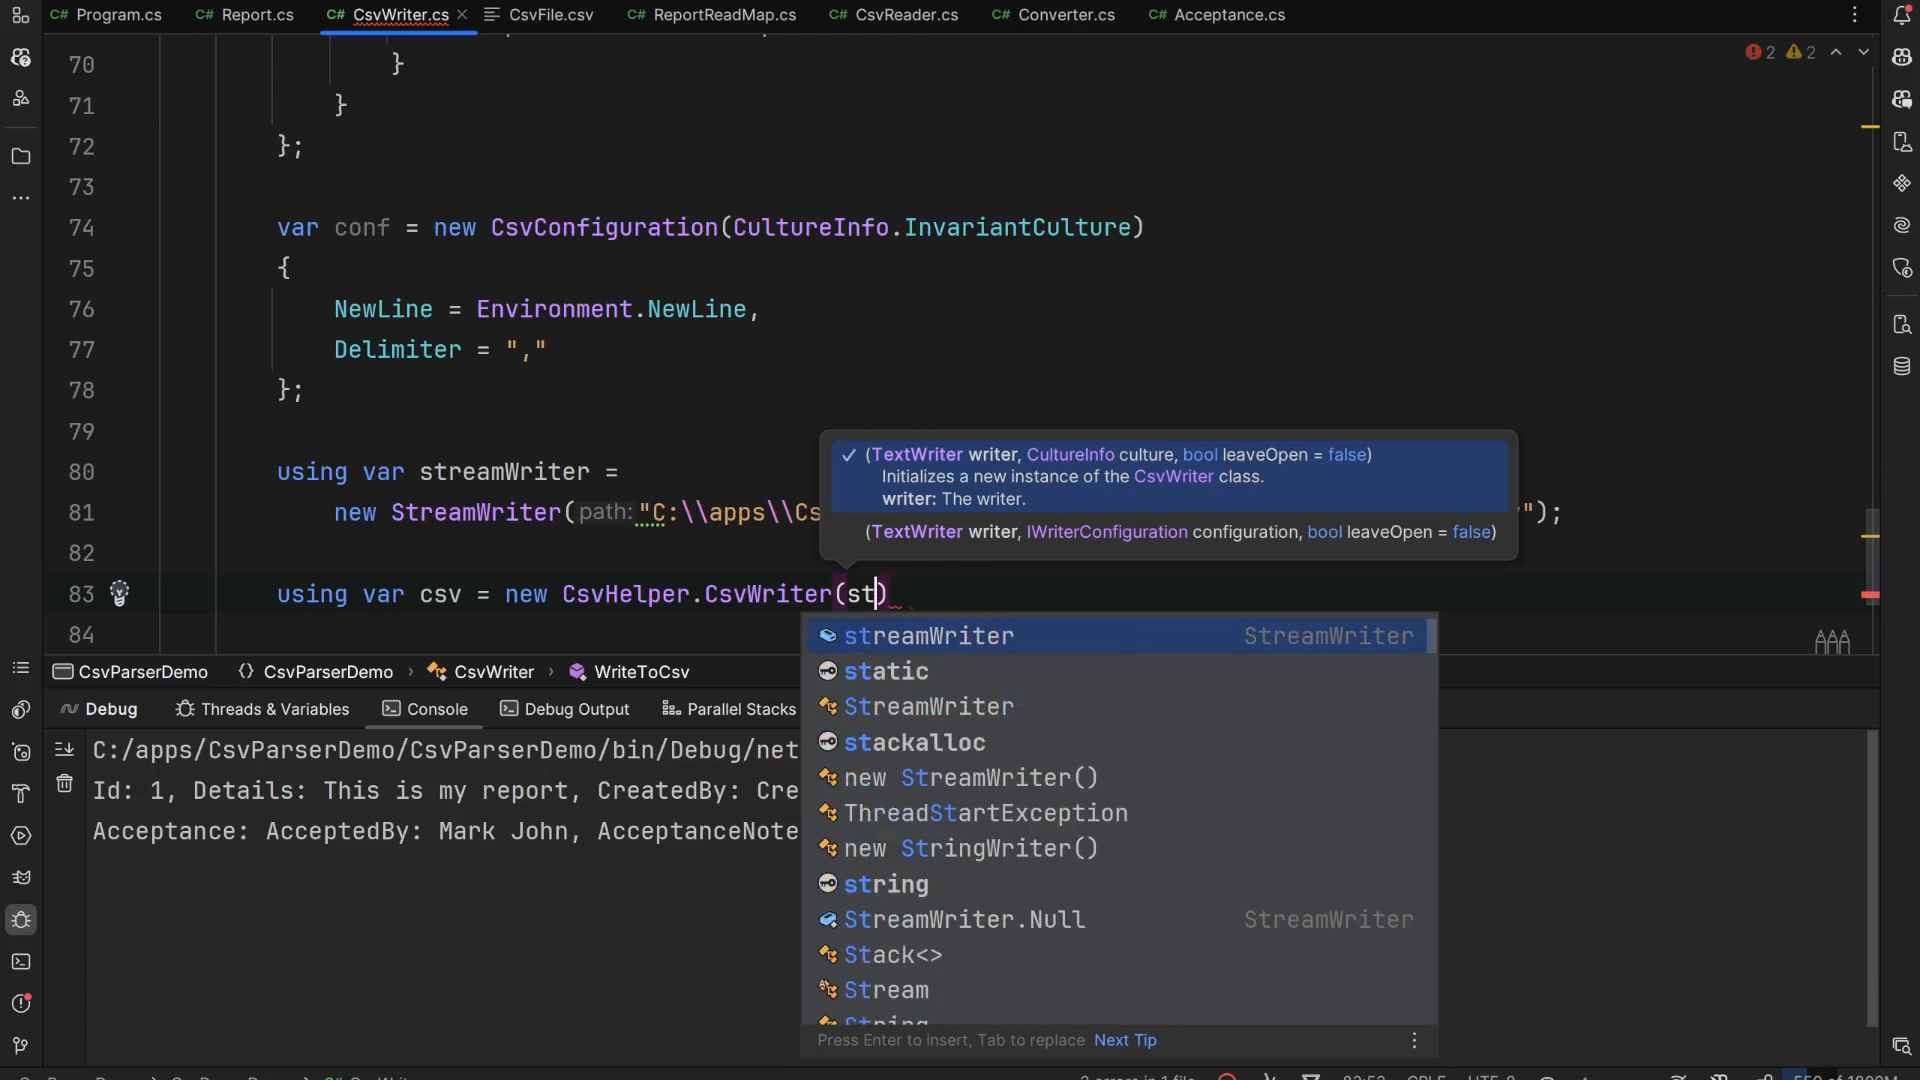 C# Program.cs C# Report.cs C# CsvWriter.cs CsvFile.csv C# ReportReadMap.cs C# CsvReader.cs C# Converter.cs C# Acceptance.cs
2 2
70 }
71 }
72 };
73
74 var conf = new CsvConfiguration(CultureInfo.InvariantCulture)
75 {
76 NewLine = Environment.NewLine,
77 Delimiter = ","
78 };
79
80 using var streamWriter =
81 new StreamWriter(path:"C:\\apps\\Cs ");
(TextWriter writer, CultureInfo culture, bool leaveOpen = false)
Initializes a new instance of the CsvWriter class.
writer: The writer.
(TextWriter writer, IWriterConfiguration configuration, bool leaveOpen = false)
82
83 using var csv = new CsvHelper.CsvWriter(st)
84
streamWriter StreamWriter
static
StreamWriter
stackalloc
new StreamWriter()
ThreadStartException
new StringWriter()
string
StreamWriter.Null StreamWriter
Stack<>
Stream
String
Press Enter to insert, Tab to replace Next Tip
CsvParserDemo CsvParserDemo › CsvWriter › WriteToCsv
Debug Threads & Variables Console Debug Output Parallel Stacks
C:/apps/CsvParserDemo/CsvParserDemo/bin/Debug/net
Id: 1, Details: This is my report, CreatedBy: Cre
Acceptance: AcceptedBy: Mark John, AcceptanceNote